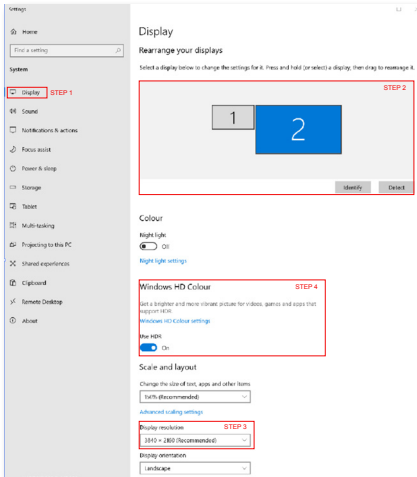 Settings
Home
Find a setting
System
Display STEP 1
Sound
Notifications & actions
Focus assist
Power & sleep
Storage
Tablet
Multi-tasking
Projecting to this PC
Shared experiences
Clipboard
Remote Desktop
About
Display
Rearrange your displays
Select a display below to change the settings for it. Press and hold (or select) a display, then drag to rearrange it.
STEP 2
1
2
Identify Detect
Colour
Night light
Off
Night light settings
Windows HD Colour STEP 4
Get a brighter and more vibrant picture for videos, games and apps that
support HDR.
Windows HD Colour settings
Use HDR
On
Scale and layout
Change the size of text, apps and other items
150% (Recommended)
Advanced scaling settings
Display resolution STEP 3
3840 × 2160 (Recommended)
Display orientation
Landscape